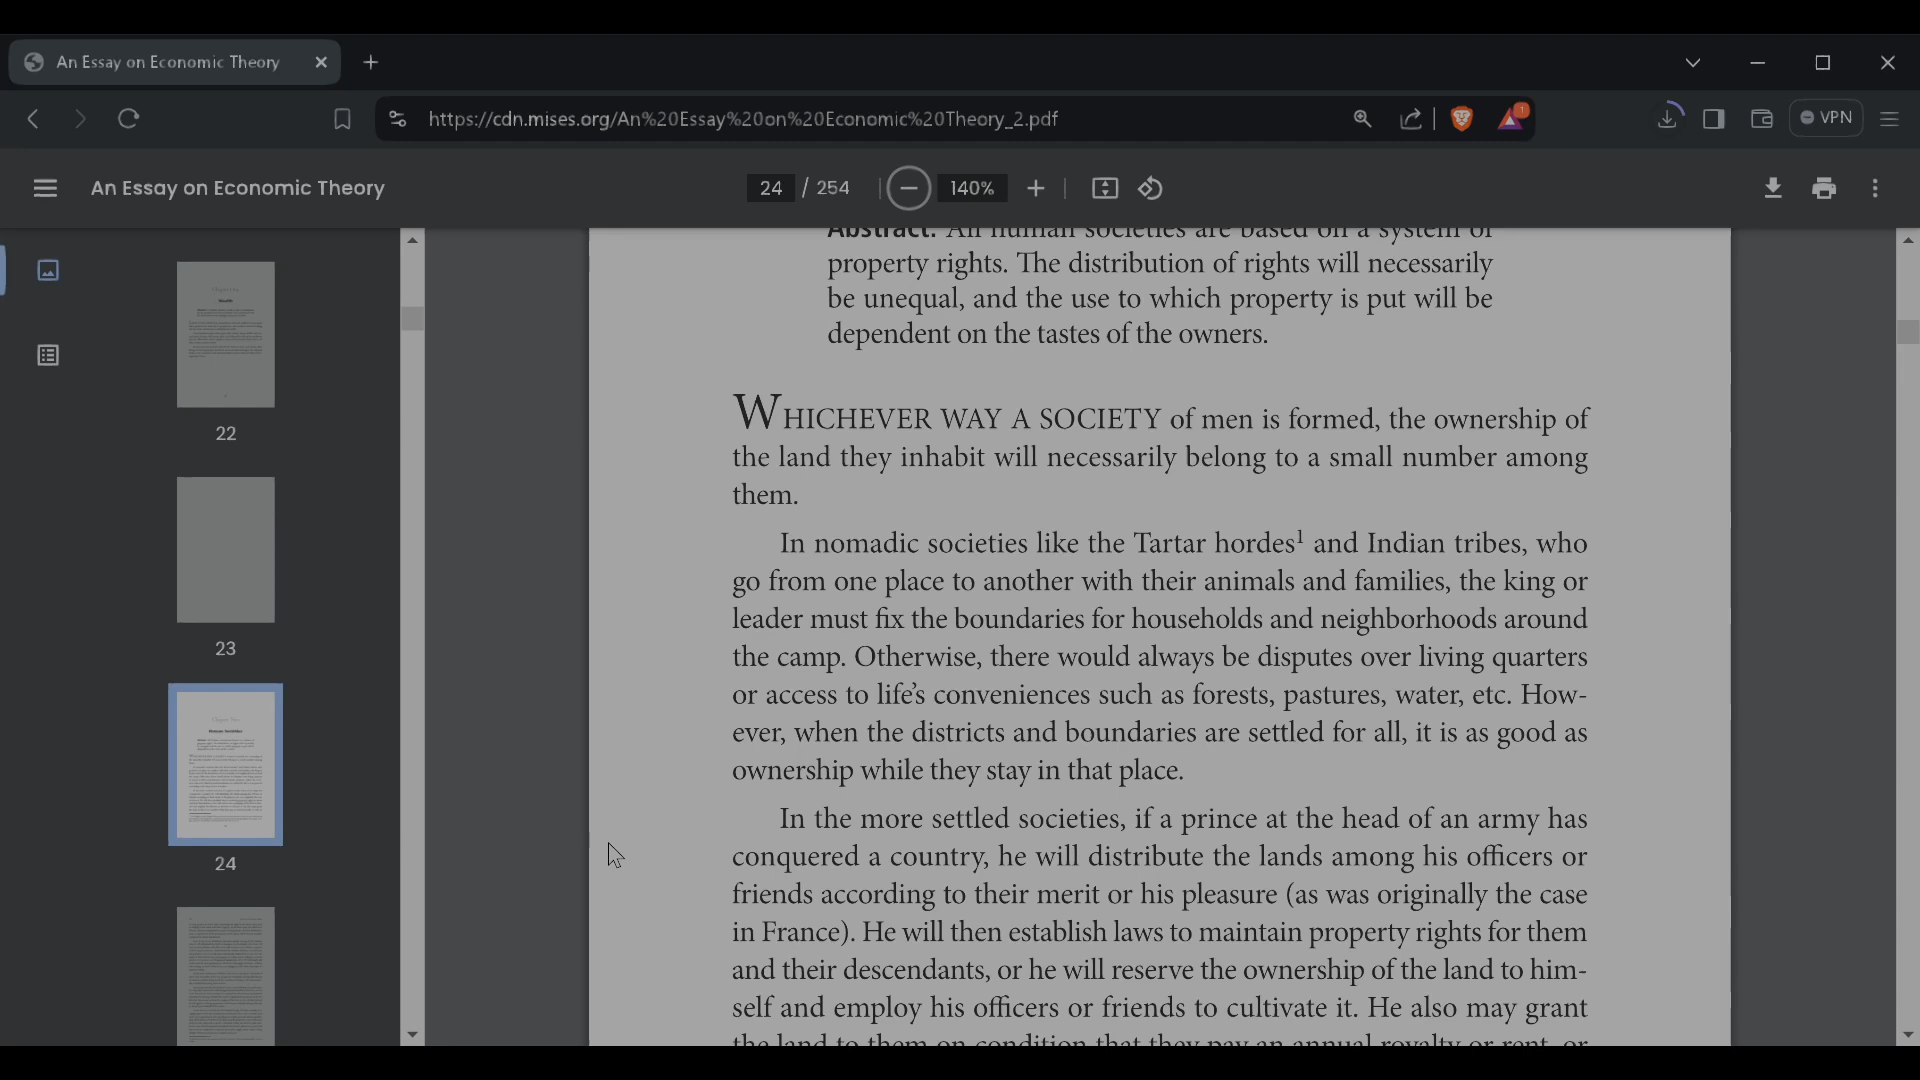 An Essay on Economic Theory
https://cdn.mises.org/An%20Essay%20on%20Economic%20Theory_2.pdf
1
VPN
An Essay on Economic Theory
24 / 254
140%
22
23
24
Abstract: All human societies are based on a system of
property rights. The distribution of rights will necessarily
be unequal, and the use to which property is put will be
dependent on the tastes of the owners.
WHICHEVER WAY A SOCIETY of men is formed, the ownership of
the land they inhabit will necessarily belong to a small number among
them.
In nomadic societies like the Tartar hordes1 and Indian tribes, who
go from one place to another with their animals and families, the king or
leader must fix the boundaries for households and neighborhoods around
the camp. Otherwise, there would always be disputes over living quarters
or access to life's conveniences such as forests, pastures, water, etc. How-
ever, when the districts and boundaries are settled for all, it is as good as
ownership while they stay in that place.
In the more settled societies, if a prince at the head of an army has
conquered a country, he will distribute the lands among his officers or
friends according to their merit or his pleasure (as was originally the case
in France). He will then establish laws to maintain property rights for them
and their descendants, or he will reserve the ownership of the land to him-
self and employ his officers or friends to cultivate it. He also may grant
the land to them on condition that they pay an annual royalty or rent, or